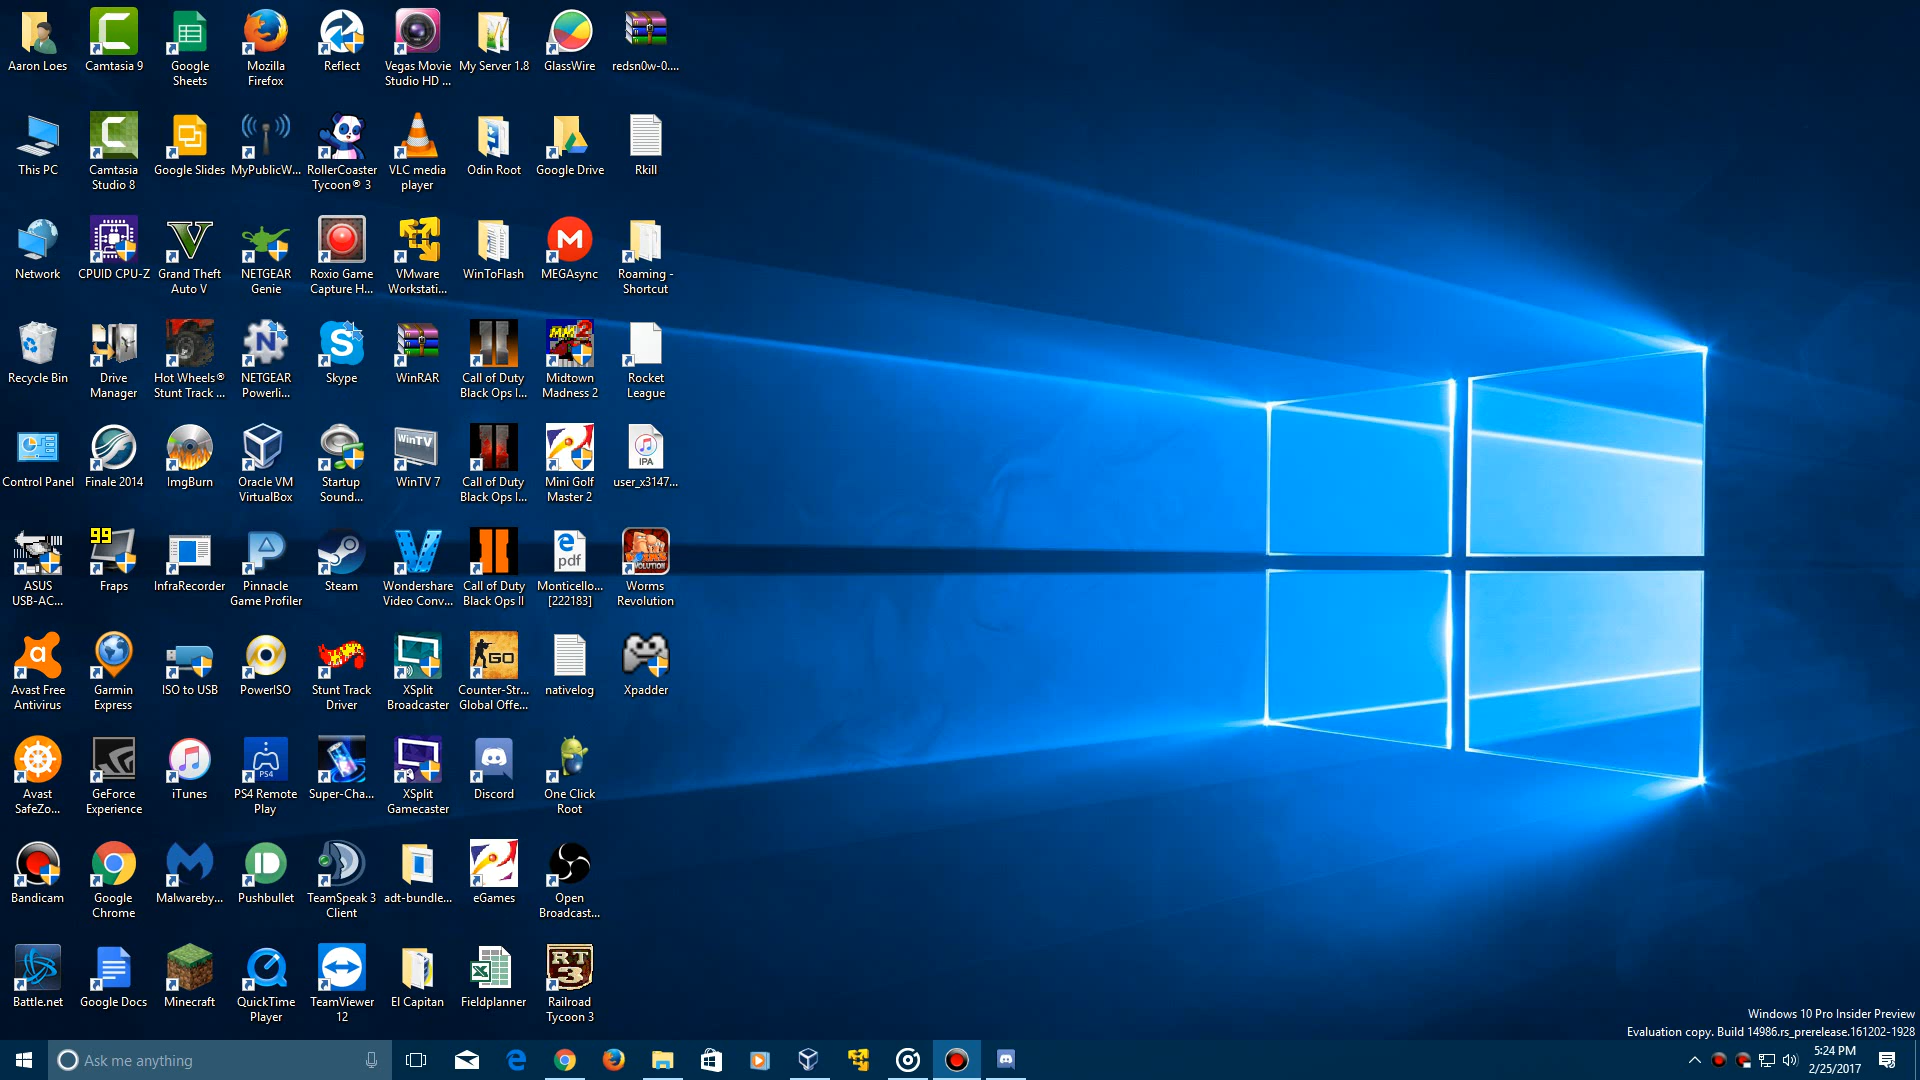 Aaron Loes
Camtasia 9
Google
Sheets
Mozilla
Firefox
Reflect
Vegas Movie
Studio HD ...
My Server 1.8
GlassWire
redsn0w-0....
This PC
Camtasia
Studio 8
Google Slides
MyPublicW...
RollerCoaster
Tycoon® 3
VLC media
player
Odin Root
Google Drive
Rkill
Network
CPUID CPU-Z
Grand Theft
Auto V
NETGEAR
Genie
Roxio Game
Capture H...
VMware
Workstati...
WinToFlash
MEGAsync
Roaming -
Shortcut
Recycle Bin
Drive
Manager
Hot Wheels®
Stunt Track ...
NETGEAR
Powerli...
Skype
WinRAR
Call of Duty
Black Ops I...
Midtown
Madness 2
Rocket
League
Control Panel
Finale 2014
ImgBurn
Oracle VM
VirtualBox
Startup
Sound...
WinTV
WinTV 7
Call of Duty
Black Ops I...
Mini Golf
Master 2
IPA
user_x3147...
ASUS
USB-AC...
99
Fraps
InfraRecorder
Pinnacle
Game Profiler
Steam
Wondershare
Video Conv...
Call of Duty
Black Ops II
pdf
Monticello...
[222183]
Worms
Revolution
Avast Free
Antivirus
Garmin
Express
ISO to USB
PowerISO
Stunt Track
Driver
XSplit
Broadcaster
GO
Counter-Str...
Global Offe...
nativelog
Xpadder
Avast
SafeZo...
GeForce
Experience
iTunes
PS4
PS4 Remote
Play
Super-Cha...
XSplit
Gamecaster
Discord
One Click
Root
Bandicam
Google
Chrome
Malwareby...
Pushbullet
TeamSpeak 3
Client
adt-bundle...
eGames
Open
Broadcast...
Battle.net
Google Docs
Minecraft
QuickTime
Player
TeamViewer
12
El Capitan
Fieldplanner
RT
3
Railroad
Tycoon 3
Windows 10 Pro Insider Preview
Evaluation copy. Build 14986.rs_prerelease.161202-1928
Ask me anything
5:24 PM
2/25/2017